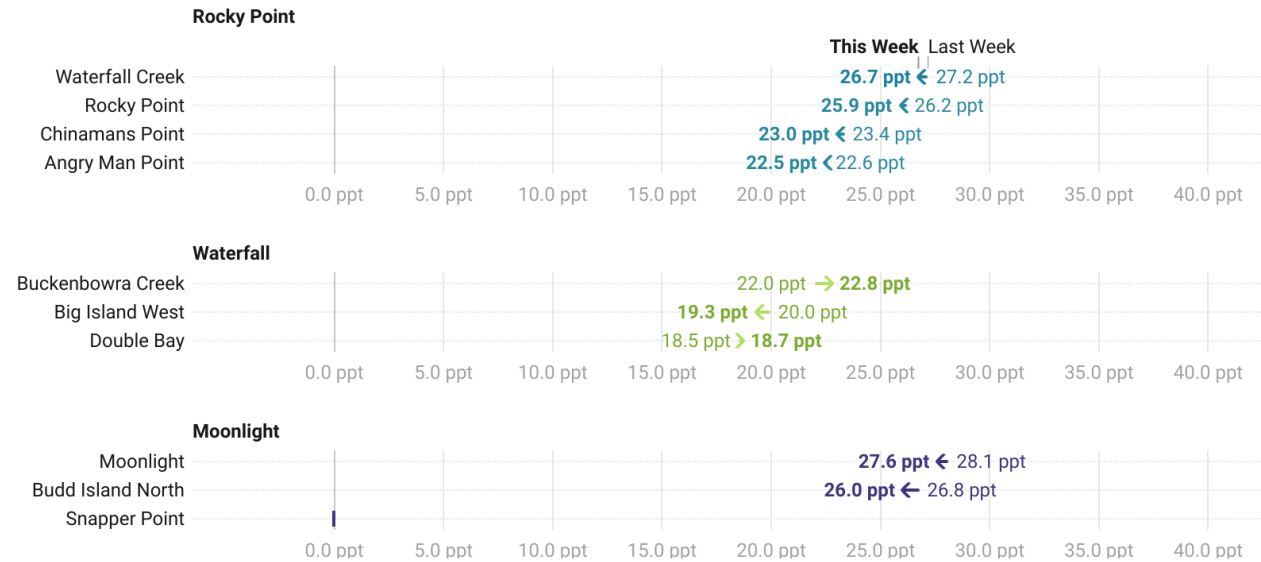 Rocky Point
This Week Last Week
Waterfall Creek 26.7 ppt 27.2 ppt
Rocky Point 25.9 ppt 26.2 ppt
Chinamans Point 23.0 ppt 23.4 ppt
Angry Man Point 22.5 ppt 22.6 ppt
0.0 ppt 5.0 ppt 10.0 ppt 15.0 ppt 20.0 ppt 25.0 ppt 30.0 ppt 35.0 ppt 40.0 ppt
Waterfall
Buckenbowra Creek 22.0 ppt 22.8 ppt
Big Island West 19.3 ppt 20.0 ppt
Double Bay 18.5 ppt 18.7 ppt
0.0 ppt 5.0 ppt 10.0 ppt 15.0 ppt 20.0 ppt 25.0 ppt 30.0 ppt 35.0 ppt 40.0 ppt
Moonlight
Moonlight 27.6 ppt 28.1 ppt
Budd Island North 26.0 ppt 26.8 ppt
Snapper Point
0.0 ppt 5.0 ppt 10.0 ppt 15.0 ppt 20.0 ppt 25.0 ppt 30.0 ppt 35.0 ppt 40.0 ppt